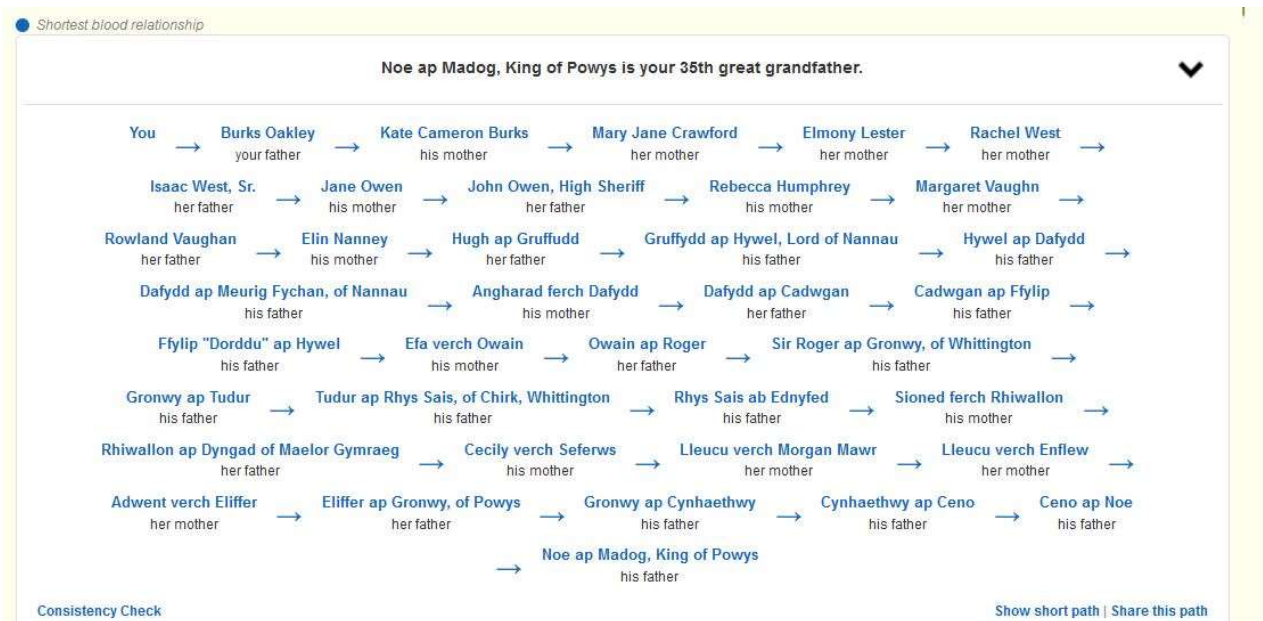 Shortest blood relationship
Noe ap Madog, King of Powys is your 35th great grandfather.
You → Burks Oakley → Kate Cameron Burks → Mary Jane Crawford → Elmony Lester → Rachel West →
your father his mother her mother her mother her mother
Isaac West, Sr. → Jane Owen → John Owen, High Sheriff → Rebecca Humphrey → Margaret Vaughn →
her father his mother her father his mother her mother
Rowland Vaughan → Elin Nanney → Hugh ap Gruffudd → Gruffydd ap Hywel, Lord of Nannau → Hywel ap Dafydd →
her father his mother her father his father his father
Dafydd ap Meurig Fychan, of Nannau → Angharad ferch Dafydd → Dafydd ap Cadwgan → Cadwgan ap Ffylip →
his father his mother her father his father
Ffylip "Dorddu" ap Hywel → Efa verch Owain → Owain ap Roger → Sir Roger ap Gronwy, of Whittington →
his father his mother her father his father
Gronwy ap Tudur → Tudur ap Rhys Sais, of Chirk, Whittington → Rhys Sais ab Ednyfed → Sioned ferch Rhiwallon →
his father his father his father his mother
Rhiwallon ap Dyngad of Maelor Gymraeg → Cecily verch Seferws → Lleucu verch Morgan Mawr → Lleucu verch Enflew →
her father his mother her mother her mother
Adwent verch Eliffer → Eliffer ap Gronwy, of Powys → Gronwy ap Cynhaethwy → Cynhaethwy ap Ceno → Ceno ap Noe
her mother her father his father his father his father
→ Noe ap Madog, King of Powys
his father
Consistency Check Show short path | Share this path